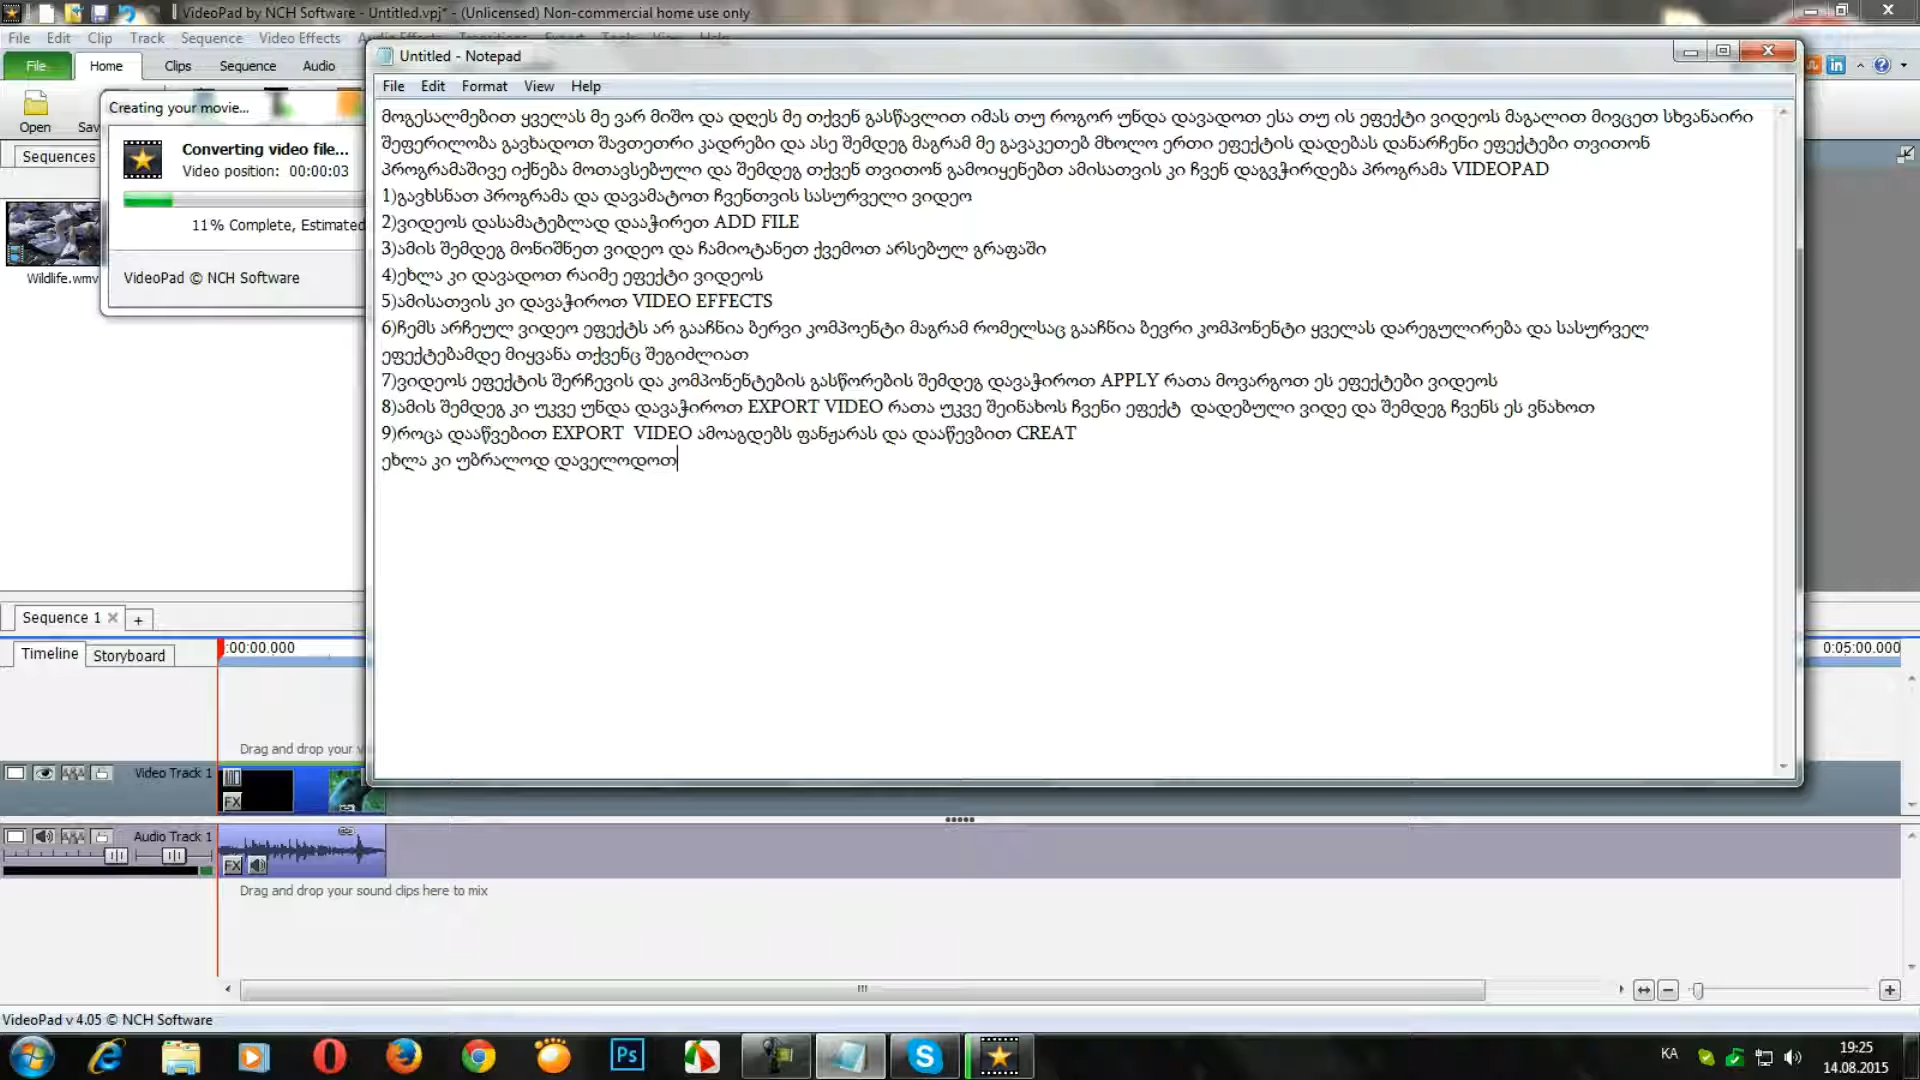 VideoPad by NCH Software - Untitled.vpj* - (Unlicensed) Non-commercial home use only
File Edit Clip Track Sequence Video Effects Audio Effects Transitions Export Tools View Help
File Home Clips Sequence Audio
Open Sav
Creating your movie...
Converting video file...
Video position: 00:00:03
11% Complete, Estimated
VideoPad © NCH Software
Sequences
Wildlife.wmv
Untitled - Notepad
File Edit Format View Help
მოგესალმებით ყველას მე ვარ მიშო და დღეს მე თქვენ გასწავლით იმას თუ როგორ უნდა დავადოთ ესა თუ ის ეფექტი ვიდეოს მაგალით მივცეთ სხვანაირი
შეფერილობა გავხადოთ შავთეთრი კადრები და ასე შემდეგ მაგრამ მე გავაკეთებ მხოლო ერთი ეფექტის დადებას დანარჩენი ეფექტები თვითონ
პროგრამაშივე იქნება მოთავსებული და შემდეგ თქვენ თვითონ გამოიყენებთ ამისათვის კი ჩვენ დაგვჭირდება პროგრამა VIDEOPAD
1)გავხსნათ პროგრამა და დავამატოთ ჩვენთვის სასურველი ვიდეო
2)ვიდეოს დასამატებლად დააჭირეთ ADD FILE
3)ამის შემდეგ მონიშნეთ ვიდეო და ჩამოიტანეთ ქვემოთ არსებულ გრაფაში
4)ეხლა კი დავადოთ რაიმე ეფექტი ვიდეოს
5)ამისათვის კი დავაჭიროთ VIDEO EFFECTS
6)ჩემს არჩეულ ვიდეო ეფექტს არ გააჩნია ბერვი კომპოენტი მაგრამ რომელსაც გააჩნია ბევრი კომპონენტი ყველას დარეგულირება და სასურველ
ეფექტებამდე მიყვანა თქვენც შეგიძლიათ
7)ვიდეოს ეფექტის შერჩევის და კომპონენტების გასწორების შემდეგ დავაჭიროთ APPLY რათა მოვარგოთ ეს ეფექტები ვიდეოს
8)ამის შემდეგ კი უკვე უნდა დავაჭიროთ EXPORT VIDEO რათა უკვე შეინახოს ჩვენი ეფექტ დადებული ვიდე და შემდეგ ჩვენს ეს ვნახოთ
9)როცა დააწვებით EXPORT VIDEO ამოაგდებს ფანჯარას და დააწევბით CREAT
ეხლა კი უბრალოდ დაველოდოთ
Sequence 1 +
Timeline Storyboard :00:00.000 0:05:00.000
Drag and drop your v
Video Track 1
FX
Audio Track 1
FX
Drag and drop your sound clips here to mix
VideoPad v 4.05 © NCH Software
Ps
KA
19:25
14.08.2015